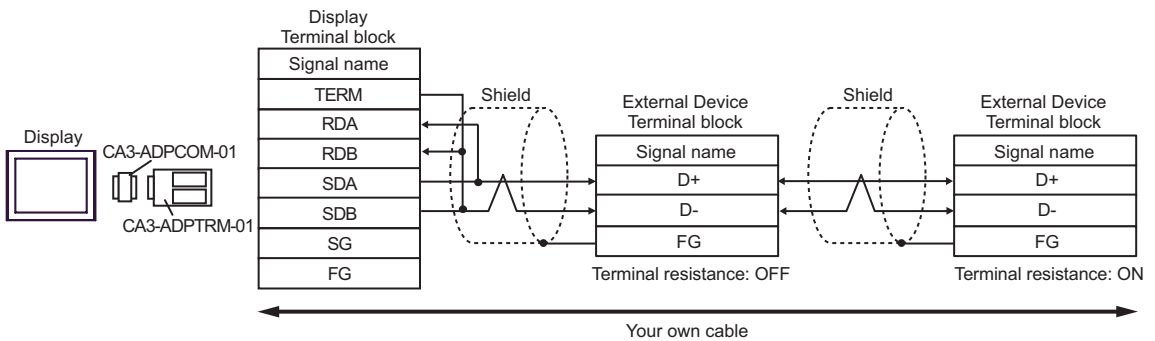 Display
CA3-ADPCOM-01
CA3-ADPTRM-01
Display
Terminal block
Signal name
TERM
RDA
RDB
SDA
SDB
SG
FG
Shield
External Device
Terminal block
Signal name
D+
D-
FG
Terminal resistance: OFF
Shield
External Device
Terminal block
Signal name
D+
D-
FG
Terminal resistance: ON
Your own cable